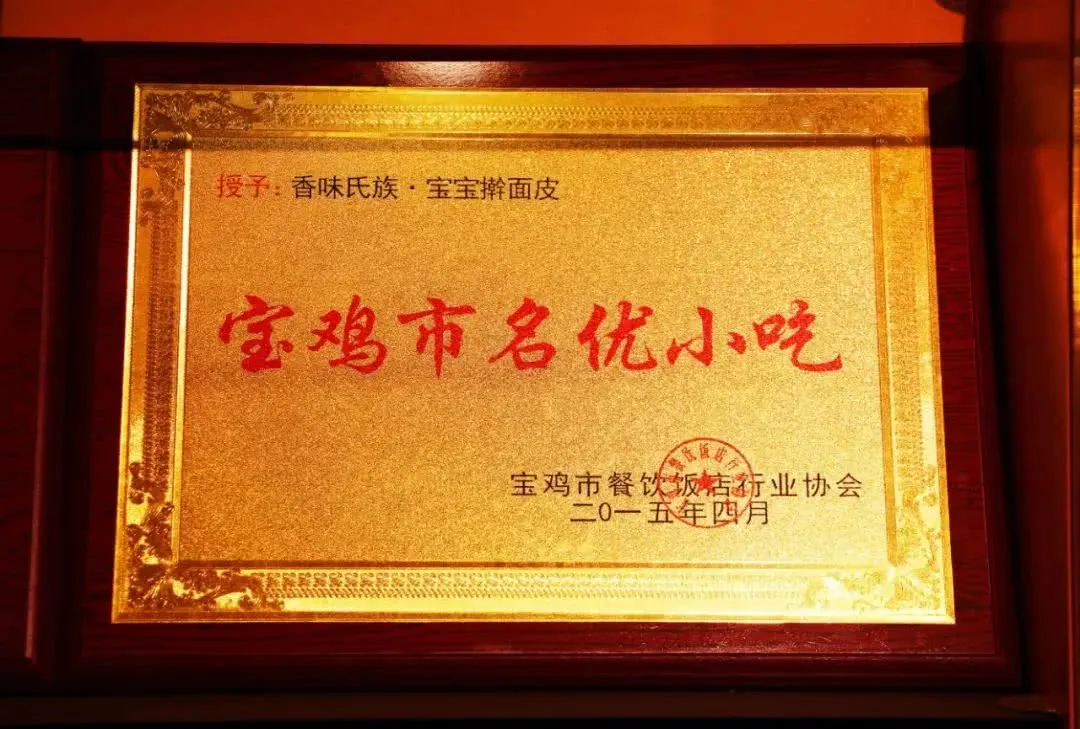 授予:香味氏族·宝宝擀面皮
宝鸡市名优小吃
宝鸡市餐饮饭店行业协会
二0一五年四月